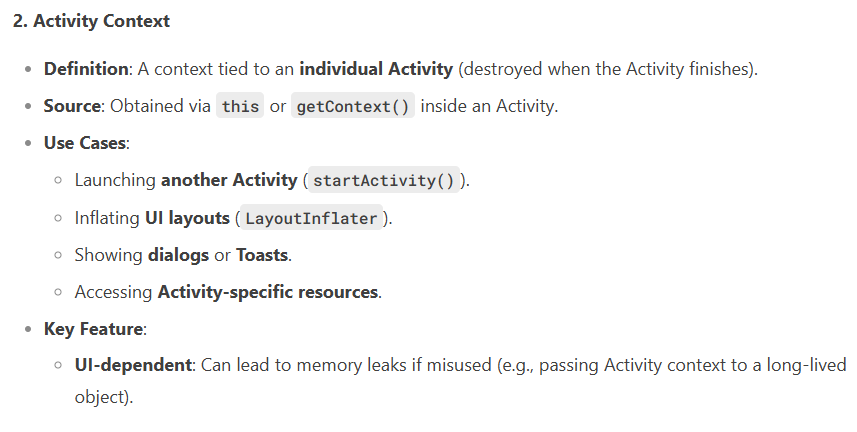 2. Activity Context
Definition: A context tied to an individual Activity (destroyed when the Activity finishes).
Source: Obtained via this or getContext() inside an Activity.
Use Cases:
Launching another Activity (startActivity()).
Inflating UI layouts (LayoutInflater).
Showing dialogs or Toasts.
Accessing Activity-specific resources.
Key Feature:
UI-dependent: Can lead to memory leaks if misused (e.g., passing Activity context to a long-lived
object).